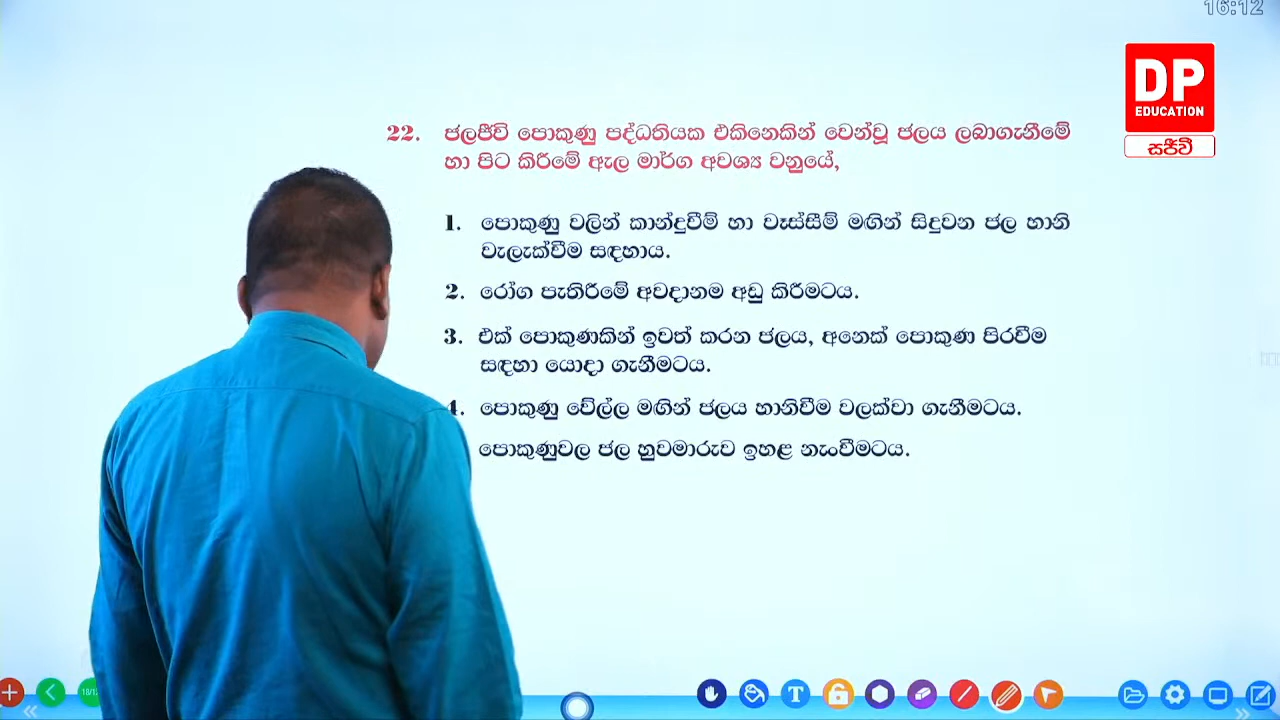 16:12
DP
EDUCATION
සජීවී
22. ජලජීවී පොකුණු පද්ධතියක එකිනෙකින් වෙන්වූ ජලය ලබාගැනීමේ
හා පිට කිරීමේ ඇල මාර්ග අවශ්‍ය වනුයේ,
1. පොකුණු වලින් කාන්දුවීම් හා වෑස්සීම් මඟින් සිදුවන ජල හානි
වැලැක්වීම සඳහාය.
2. රෝග පැතිරීමේ අවදානම අඩු කිරීමටය.
3. එක් පොකුණකින් ඉවත් කරන ජලය, අනෙක් පොකුණ පිරවීම
සඳහා යොදා ගැනීමටය.
4. පොකුණු වේල්ල මඟින් ජලය හානිවීම වලක්වා ගැනීමටය.
පොකුණුවල ජල හුවමාරුව ඉහළ නැංවීමටය.